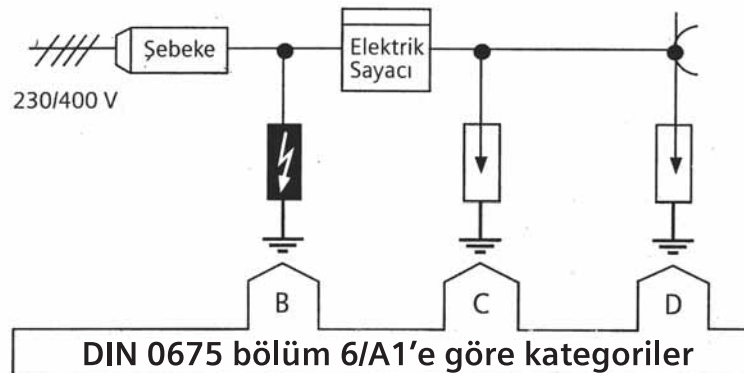 Şebeke
Elektrik
Sayacı
230/400 V
B
C
D
DIN 0675 bölüm 6/A1'e göre kategoriler